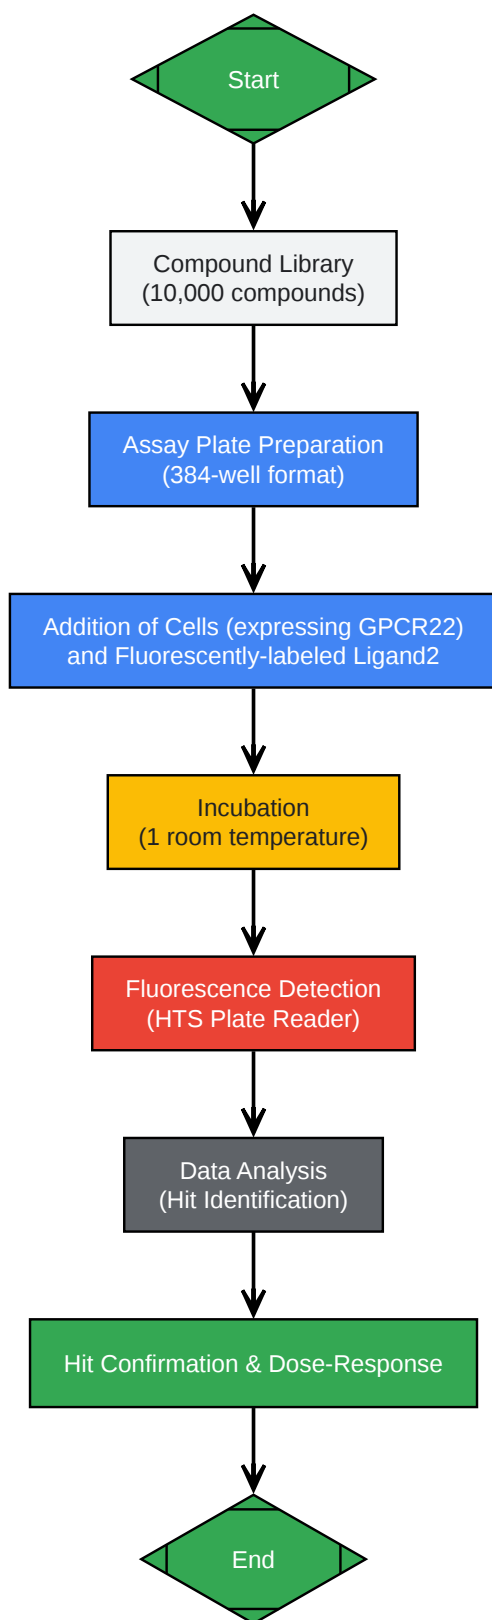 Start
Compound Library
(10,000 compounds)
Assay Plate Preparation
(384-well format)
Addition of Cells (expressing GPCR22)
and Fluorescently-labeled Ligand2
Incubation
(1 room temperature)
Fluorescence Detection
(HTS Plate Reader)
Data Analysis
(Hit Identification)
Hit Confirmation & Dose-Response
End